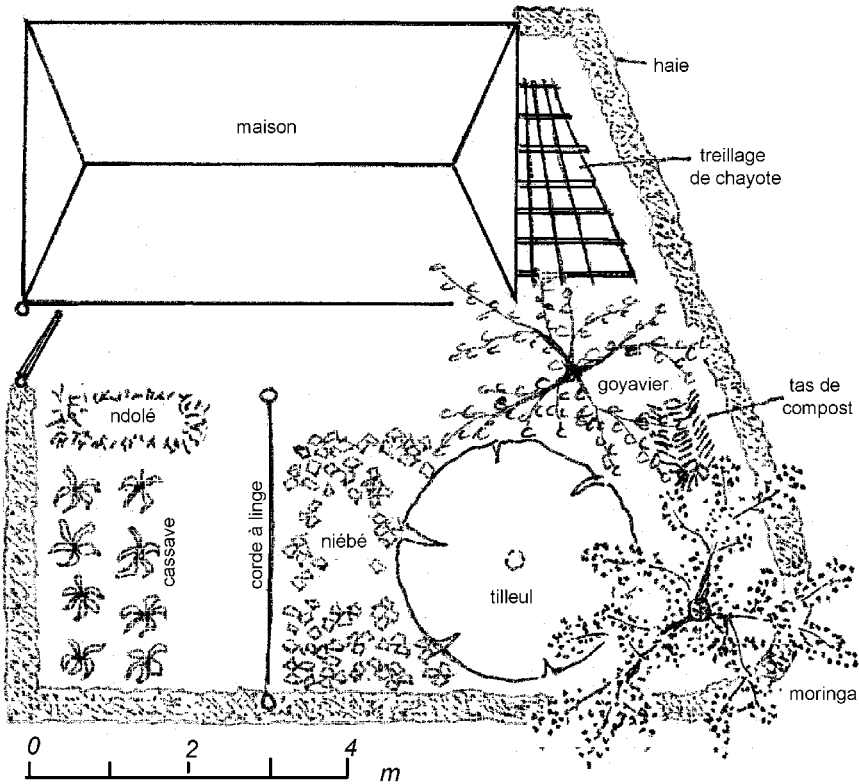 haie
maison
treillage
de chayote
goyavier
tas de
compost
ndolé
cassave
corde à linge
niébé
tilleul
moringa
0 2 4
m